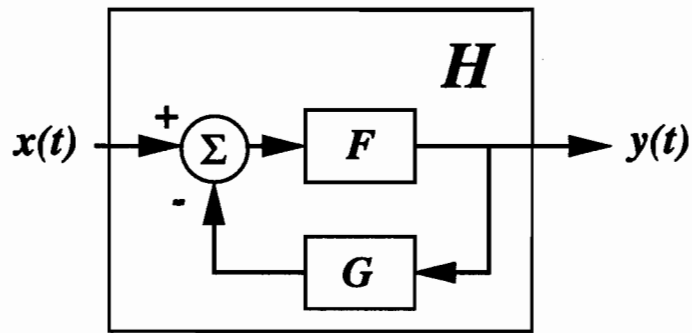 H
+
x(t) Σ F y(t)
-
G